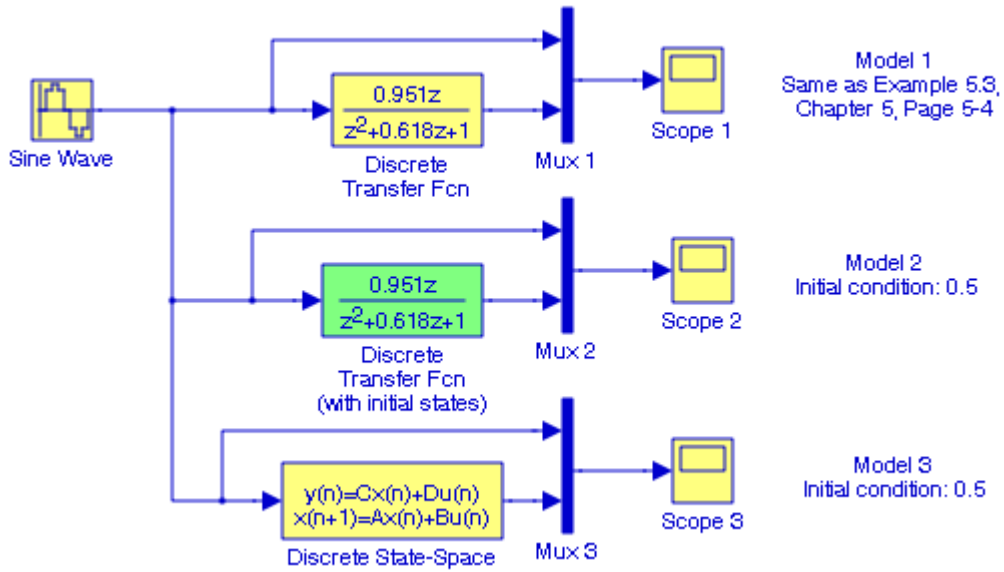 0.951z
z2+0.618z+1
Discrete
Transfer Fcn
Sine Wave
Mux 1
Scope 1
Model 1
Same as Example 5.3,
Chapter 5, Page 5-4
0.951z
z2+0.618z+1
Discrete
Transfer Fcn
(with initial states)
Mux 2
Scope 2
Model 2
Initial condition: 0.5
y(n)=Cx(n)+Du(n)
x(n+1)=Ax(n)+Bu(n)
Discrete State-Space
Mux 3
Scope 3
Model 3
Initial condition: 0.5